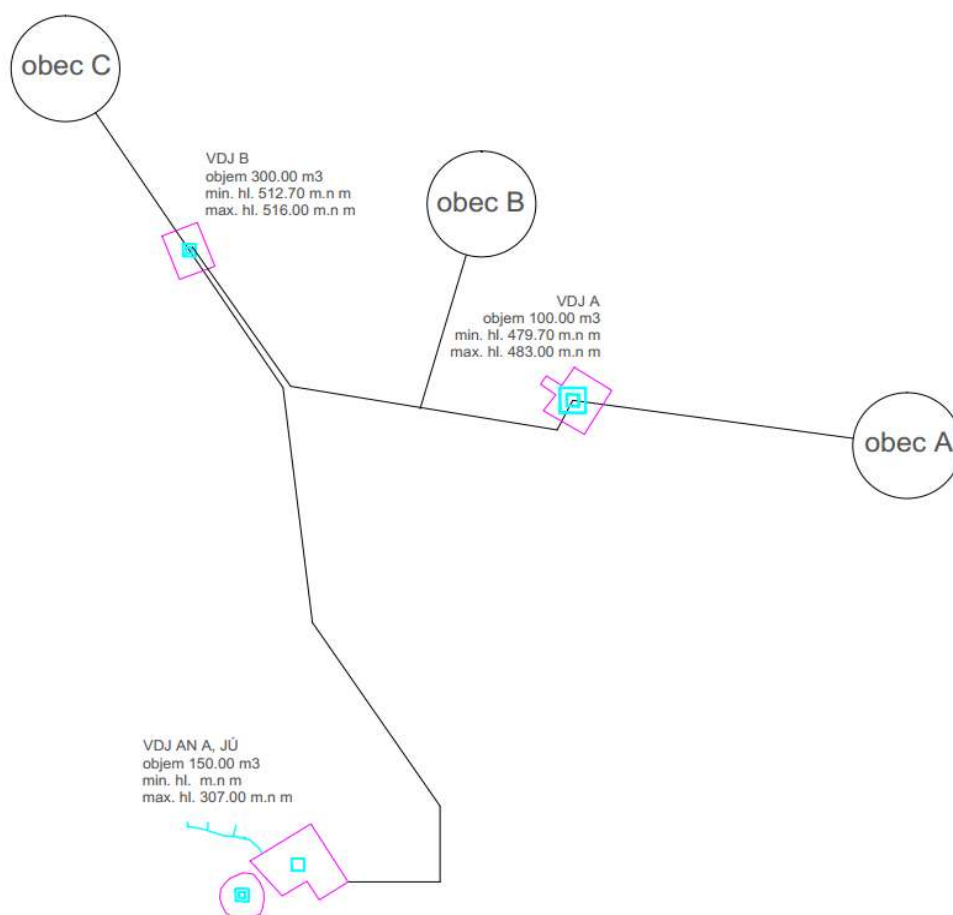 obec C
VDJ B
objem 300.00 m3
min. hl. 512.70 m.n m
max. hl. 516.00 m.n m
obec B
VDJ A
objem 100.00 m3
min. hl. 479.70 m.n m
max. hl. 483.00 m.n m
obec A
VDJ AN A, JÚ
objem 150.00 m3
min. hl. m.n m
max. hl. 307.00 m.n m